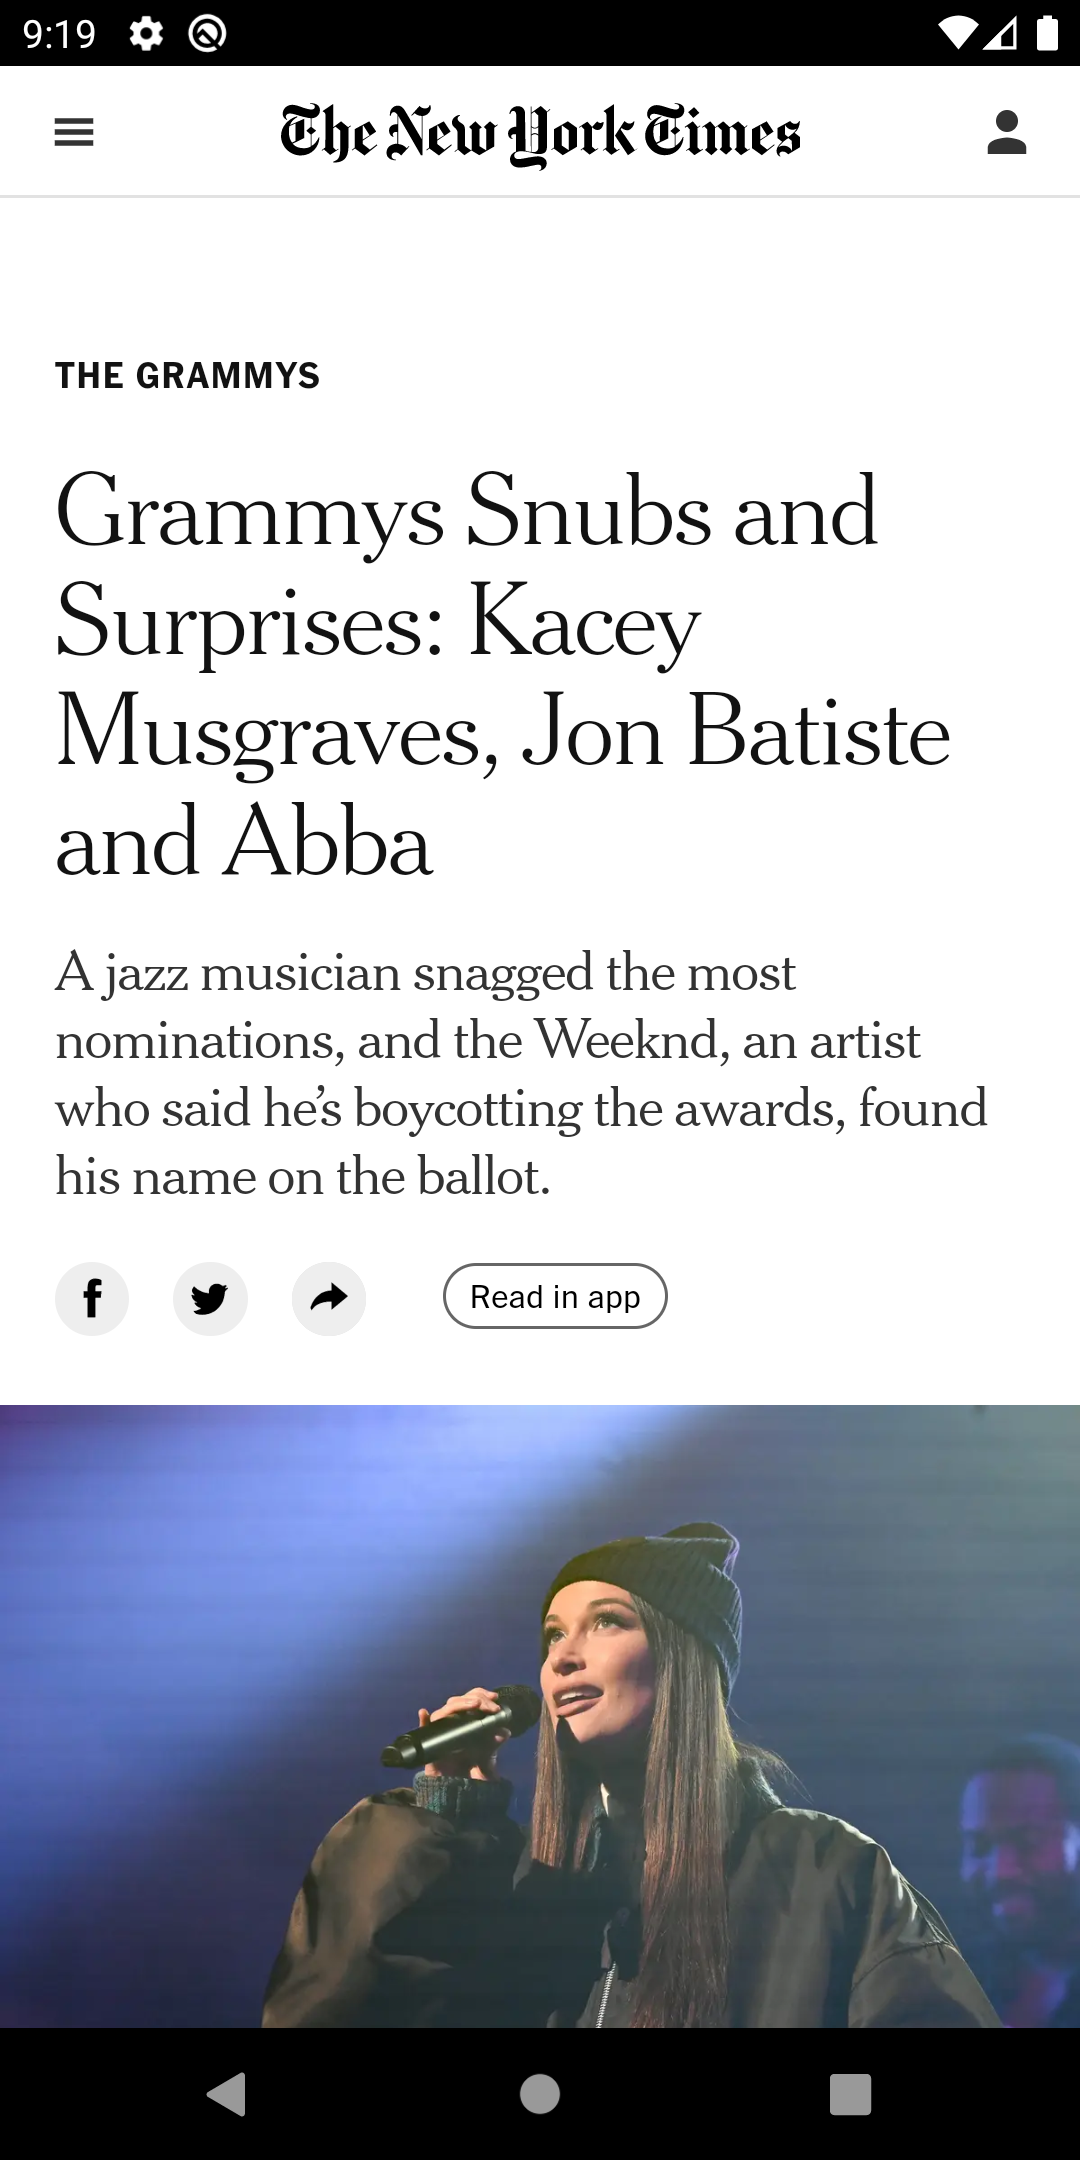 9:19
The New York Times
THE GRAMMYS
Grammys Snubs and
Surprises: Kacey
Musgraves, Jon Batiste
and Abba
A jazz musician snagged the most
nominations, and the Weeknd, an artist
who said he’s boycotting the awards, found
his name on the ballot.
Read in app